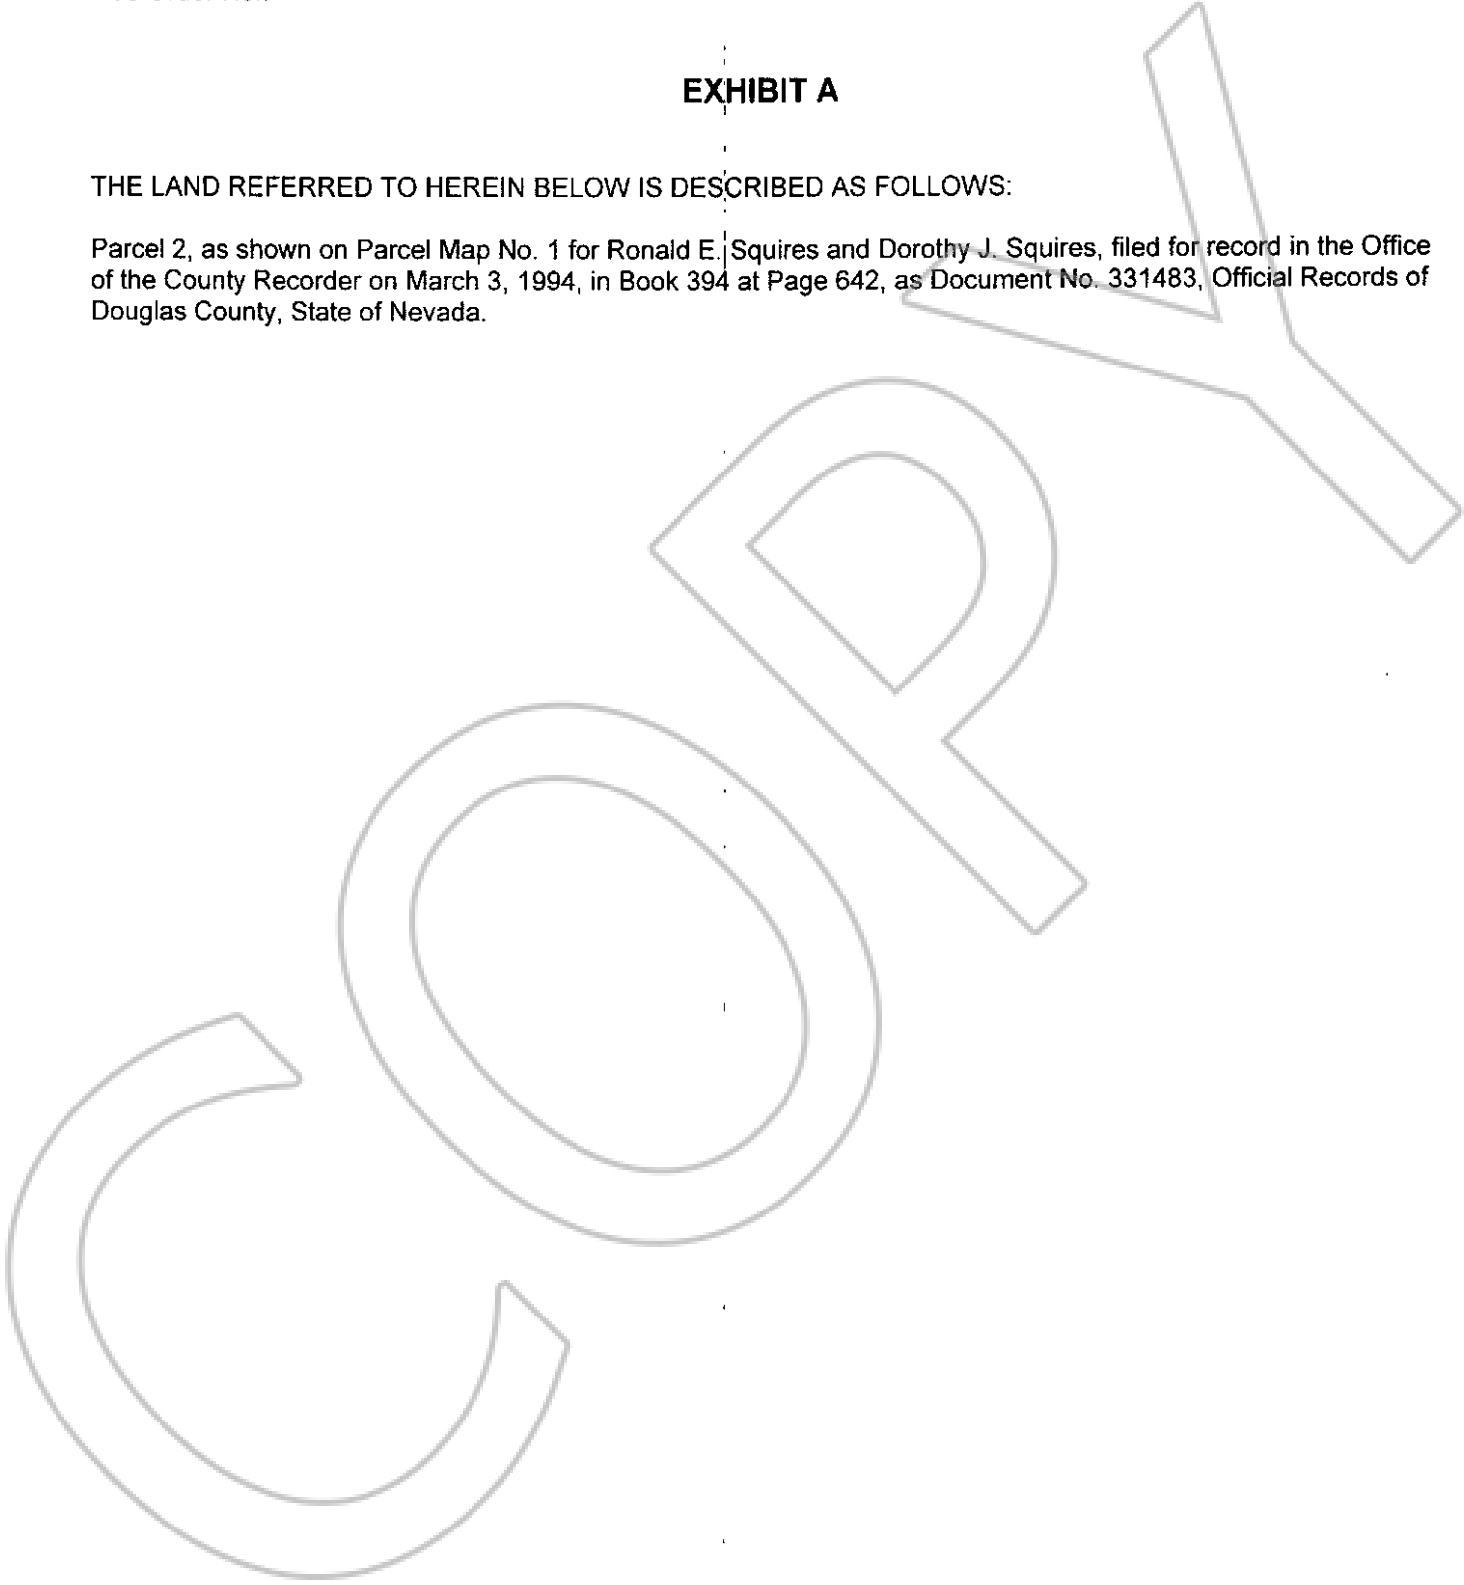 EXHIBIT A
THE LAND REFERRED TO HEREIN BELOW IS DESCRIBED AS FOLLOWS:
Parcel 2, as shown on Parcel Map No. 1 for Ronald E. Squires and Dorothy J. Squires, filed for record in the Office
of the County Recorder on March 3, 1994, in Book 394 at Page 642, as Document No. 331483, Official Records of
Douglas County, State of Nevada.
COPY